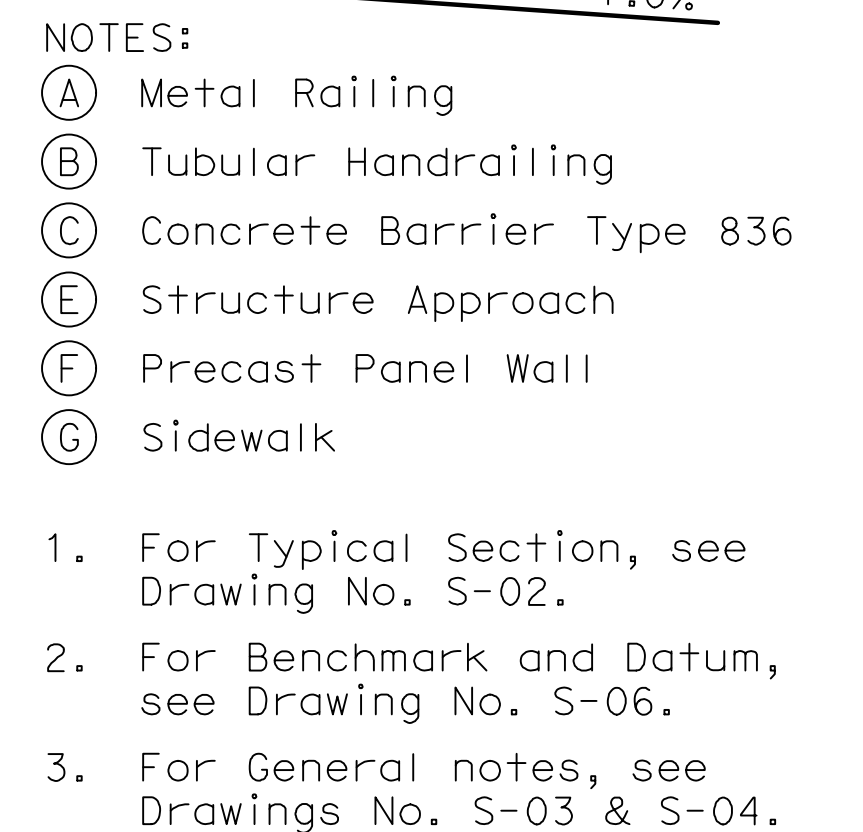 NOTES:
A Metal Railing
B Tubular Handrailing
C Concrete Barrier Type 836
E Structure Approach
F Precast Panel Wall
G Sidewalk
1. For Typical Section, see
Drawing No. S-02.
2. For Benchmark and Datum,
see Drawing No. S-06.
3. For General notes, see
Drawings No. S-03 & S-04.